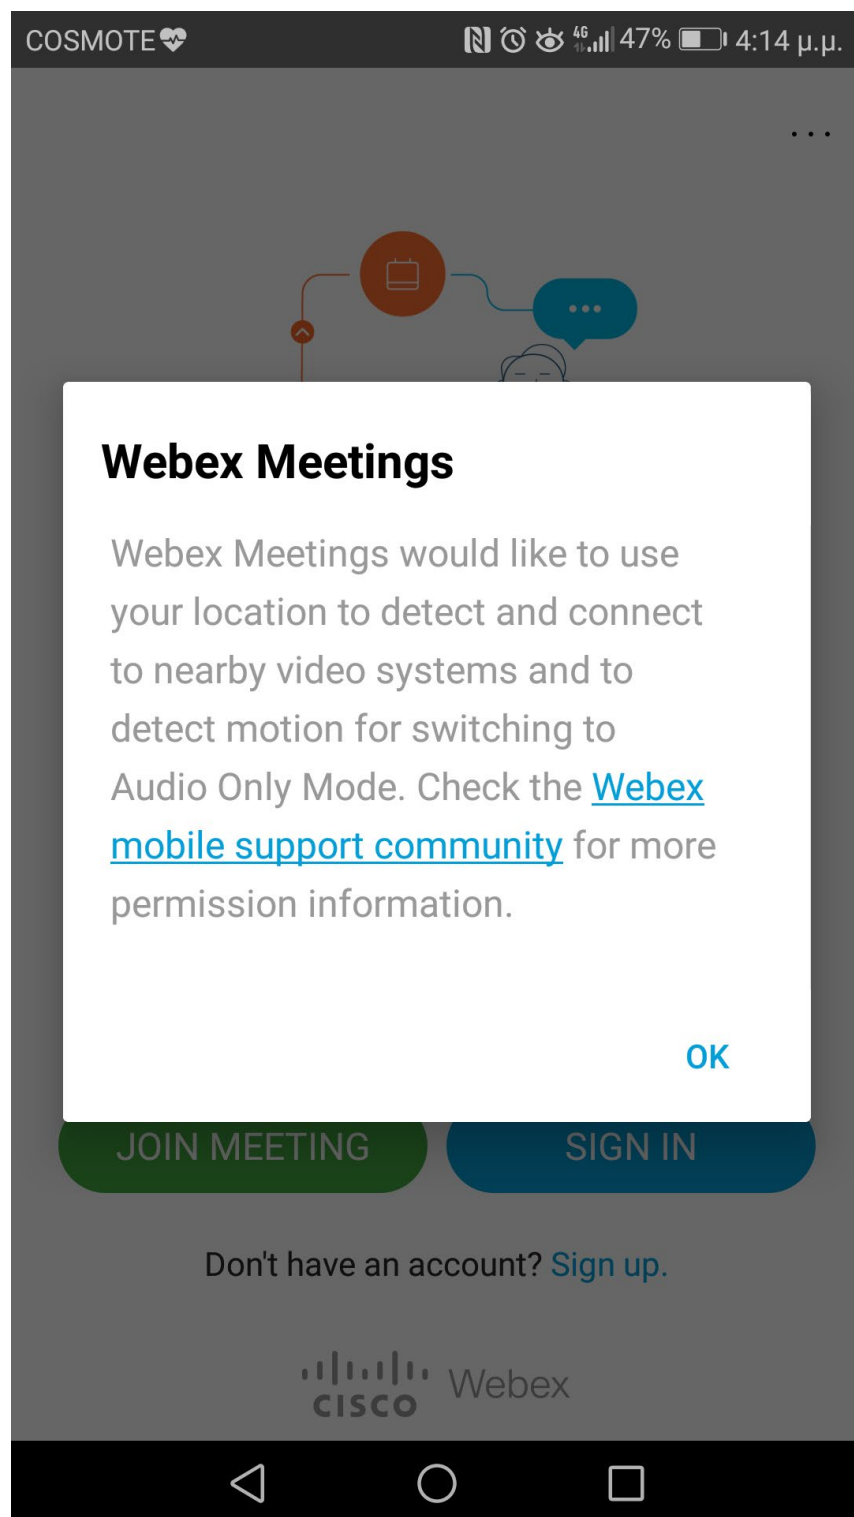 COSMOTE 4G 47% 4:14 μ.μ.
Webex Meetings
Webex Meetings would like to use
your location to detect and connect
to nearby video systems and to
detect motion for switching to
Audio Only Mode. Check the Webex
mobile support community for more
permission information.
OK
JOIN MEETING SIGN IN
Don't have an account? Sign up.
CISCO Webex